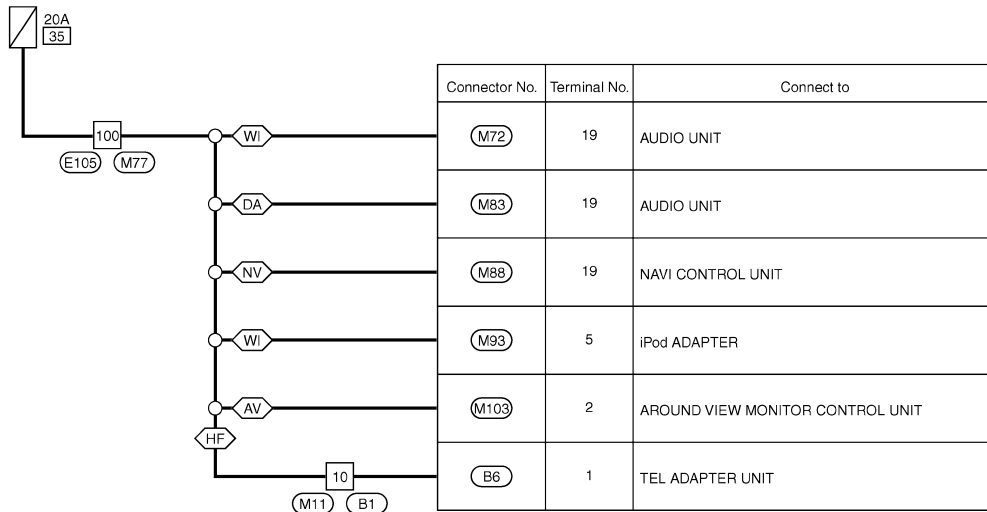 20A
35
Connector No. Terminal No. Connect to
100 WI M72 19 AUDIO UNIT
E105 M77
DA M83 19 AUDIO UNIT
NV M88 19 NAVI CONTROL UNIT
WI M93 5 iPod ADAPTER
AV M103 2 AROUND VIEW MONITOR CONTROL UNIT
HF
10 B6 1 TEL ADAPTER UNIT
M11 B1